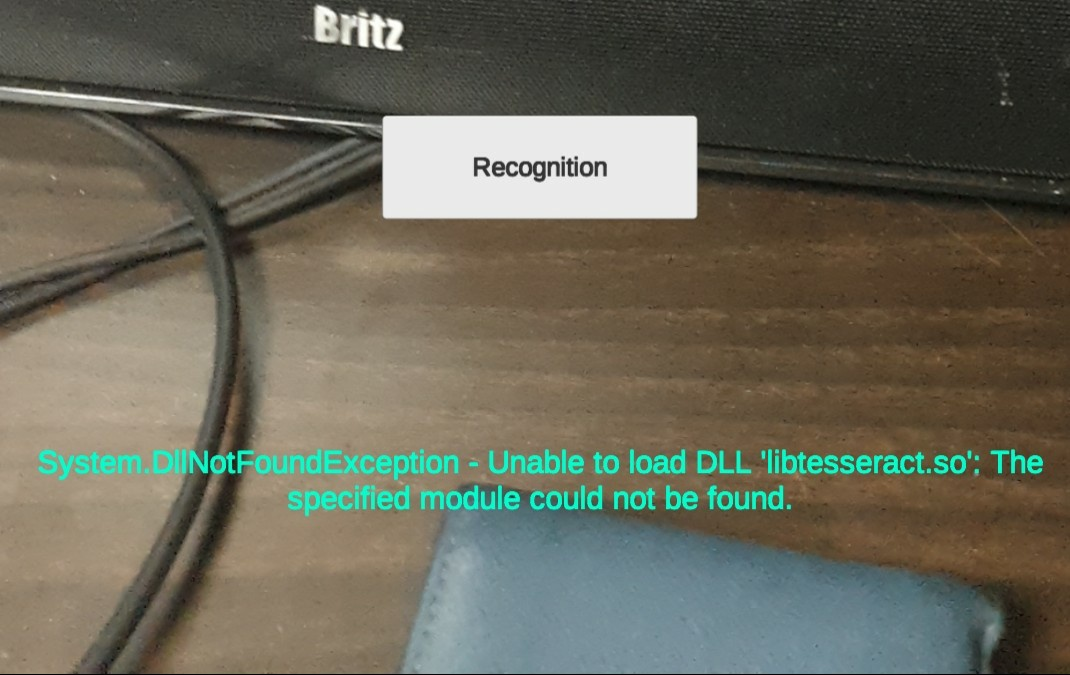 Britz
Recognition
System.DllNotFoundException - Unable to load DLL 'libtesseract.so': The
specified module could not be found.